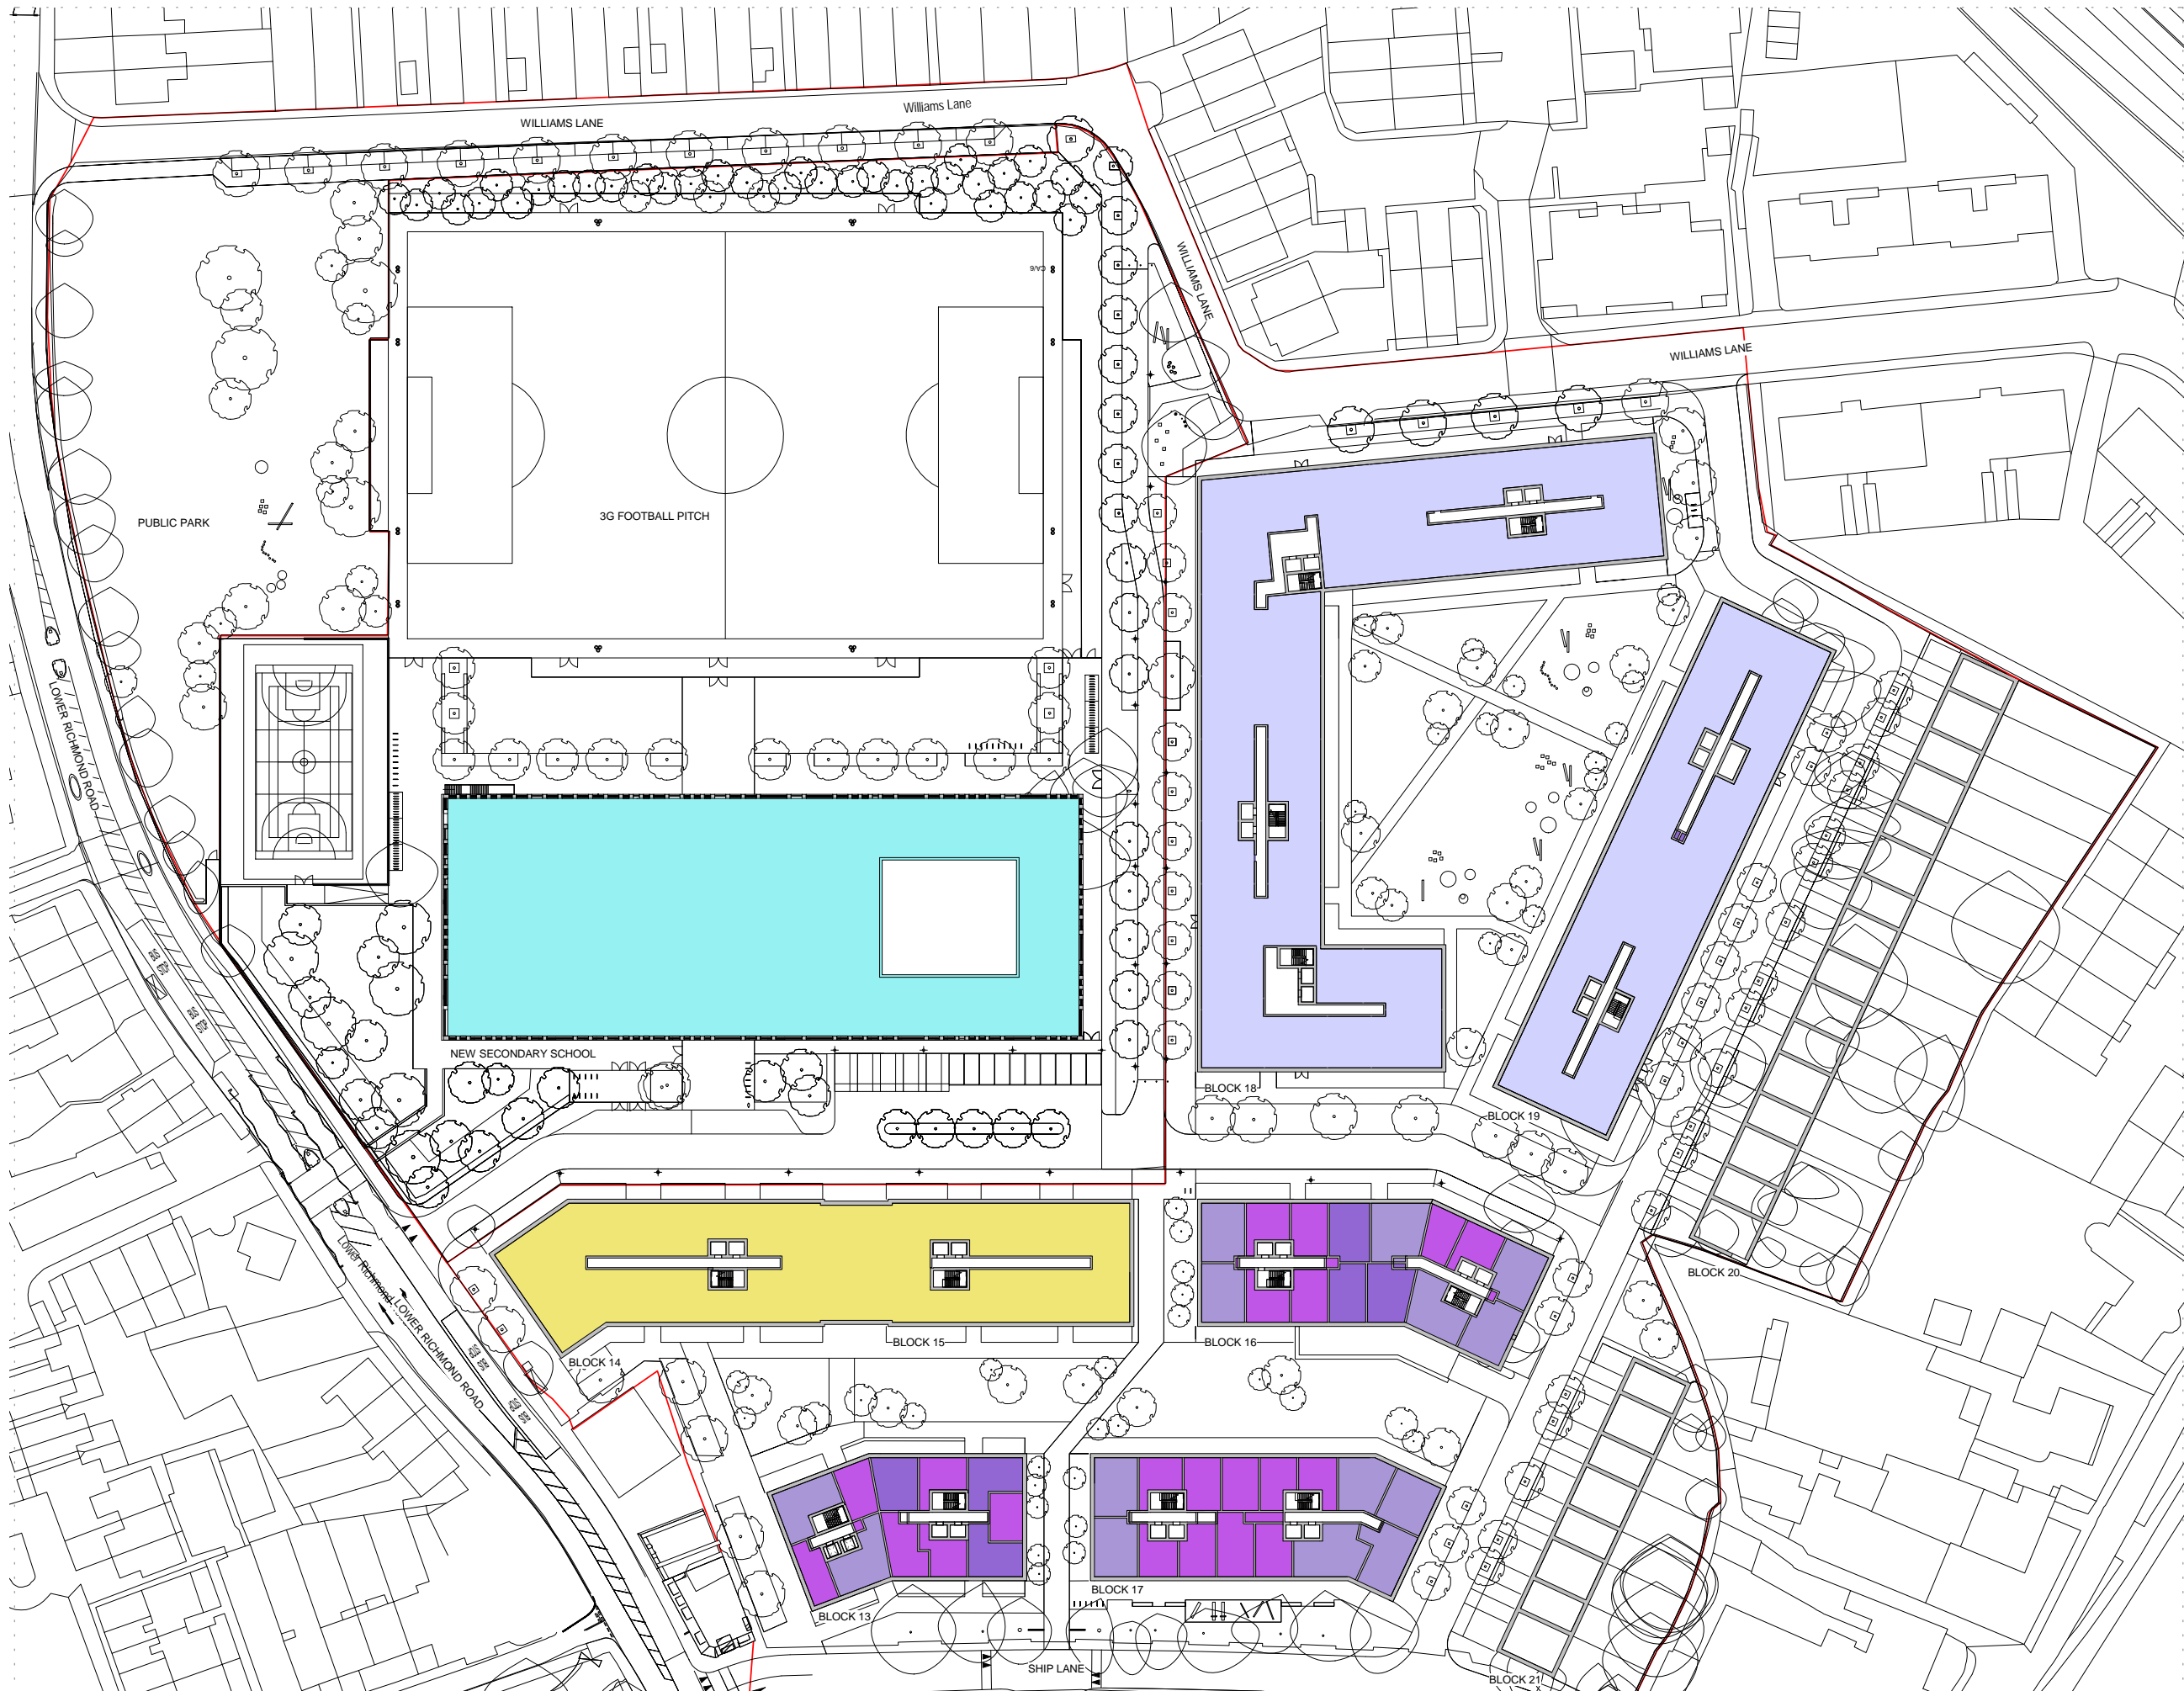 Williams Lane
WILLIAMS LANE
WILLIAMS LANE
WILLIAMS LANE
PUBLIC PARK
3G FOOTBALL PITCH
LOWER RICHMOND ROAD
NEW SECONDARY SCHOOL
BLOCK 18
BLOCK 19
BLOCK 20
Lower Richmond
LOWER RICHMOND ROAD
BLOCK 14
BLOCK 15
BLOCK 16
BLOCK 13
BLOCK 17
SHIP LANE
BLOCK 21